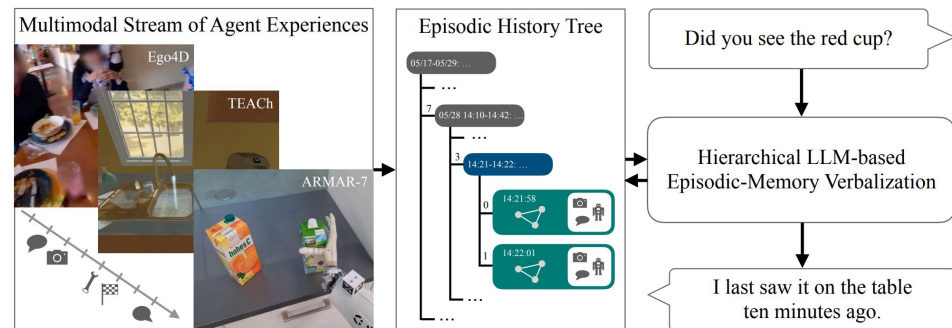 Multimodal Stream of Agent Experiences
Ego4D
TEACh
ARMAR-7
hohes C
Episodic History Tree
05/17-05/29: ...
...
7
05/28 14:10-14:42: ...
...
3
14:21-14:22: ...
0
14:21:58
1
14:22:01
...
...
Did you see the red cup?
Hierarchical LLM-based
Episodic-Memory Verbalization
I last saw it on the table
ten minutes ago.